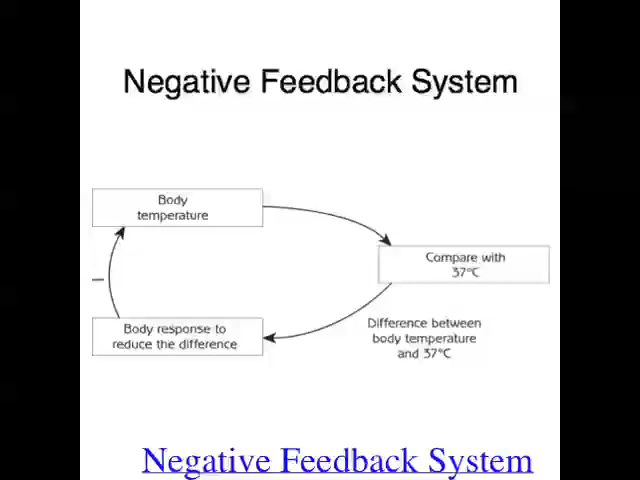 Negative Feedback System
Body
temperature
Compare with
37°C
Difference between
body temperature
and 37°C
Body response to
reduce the difference
–
Negative Feedback System